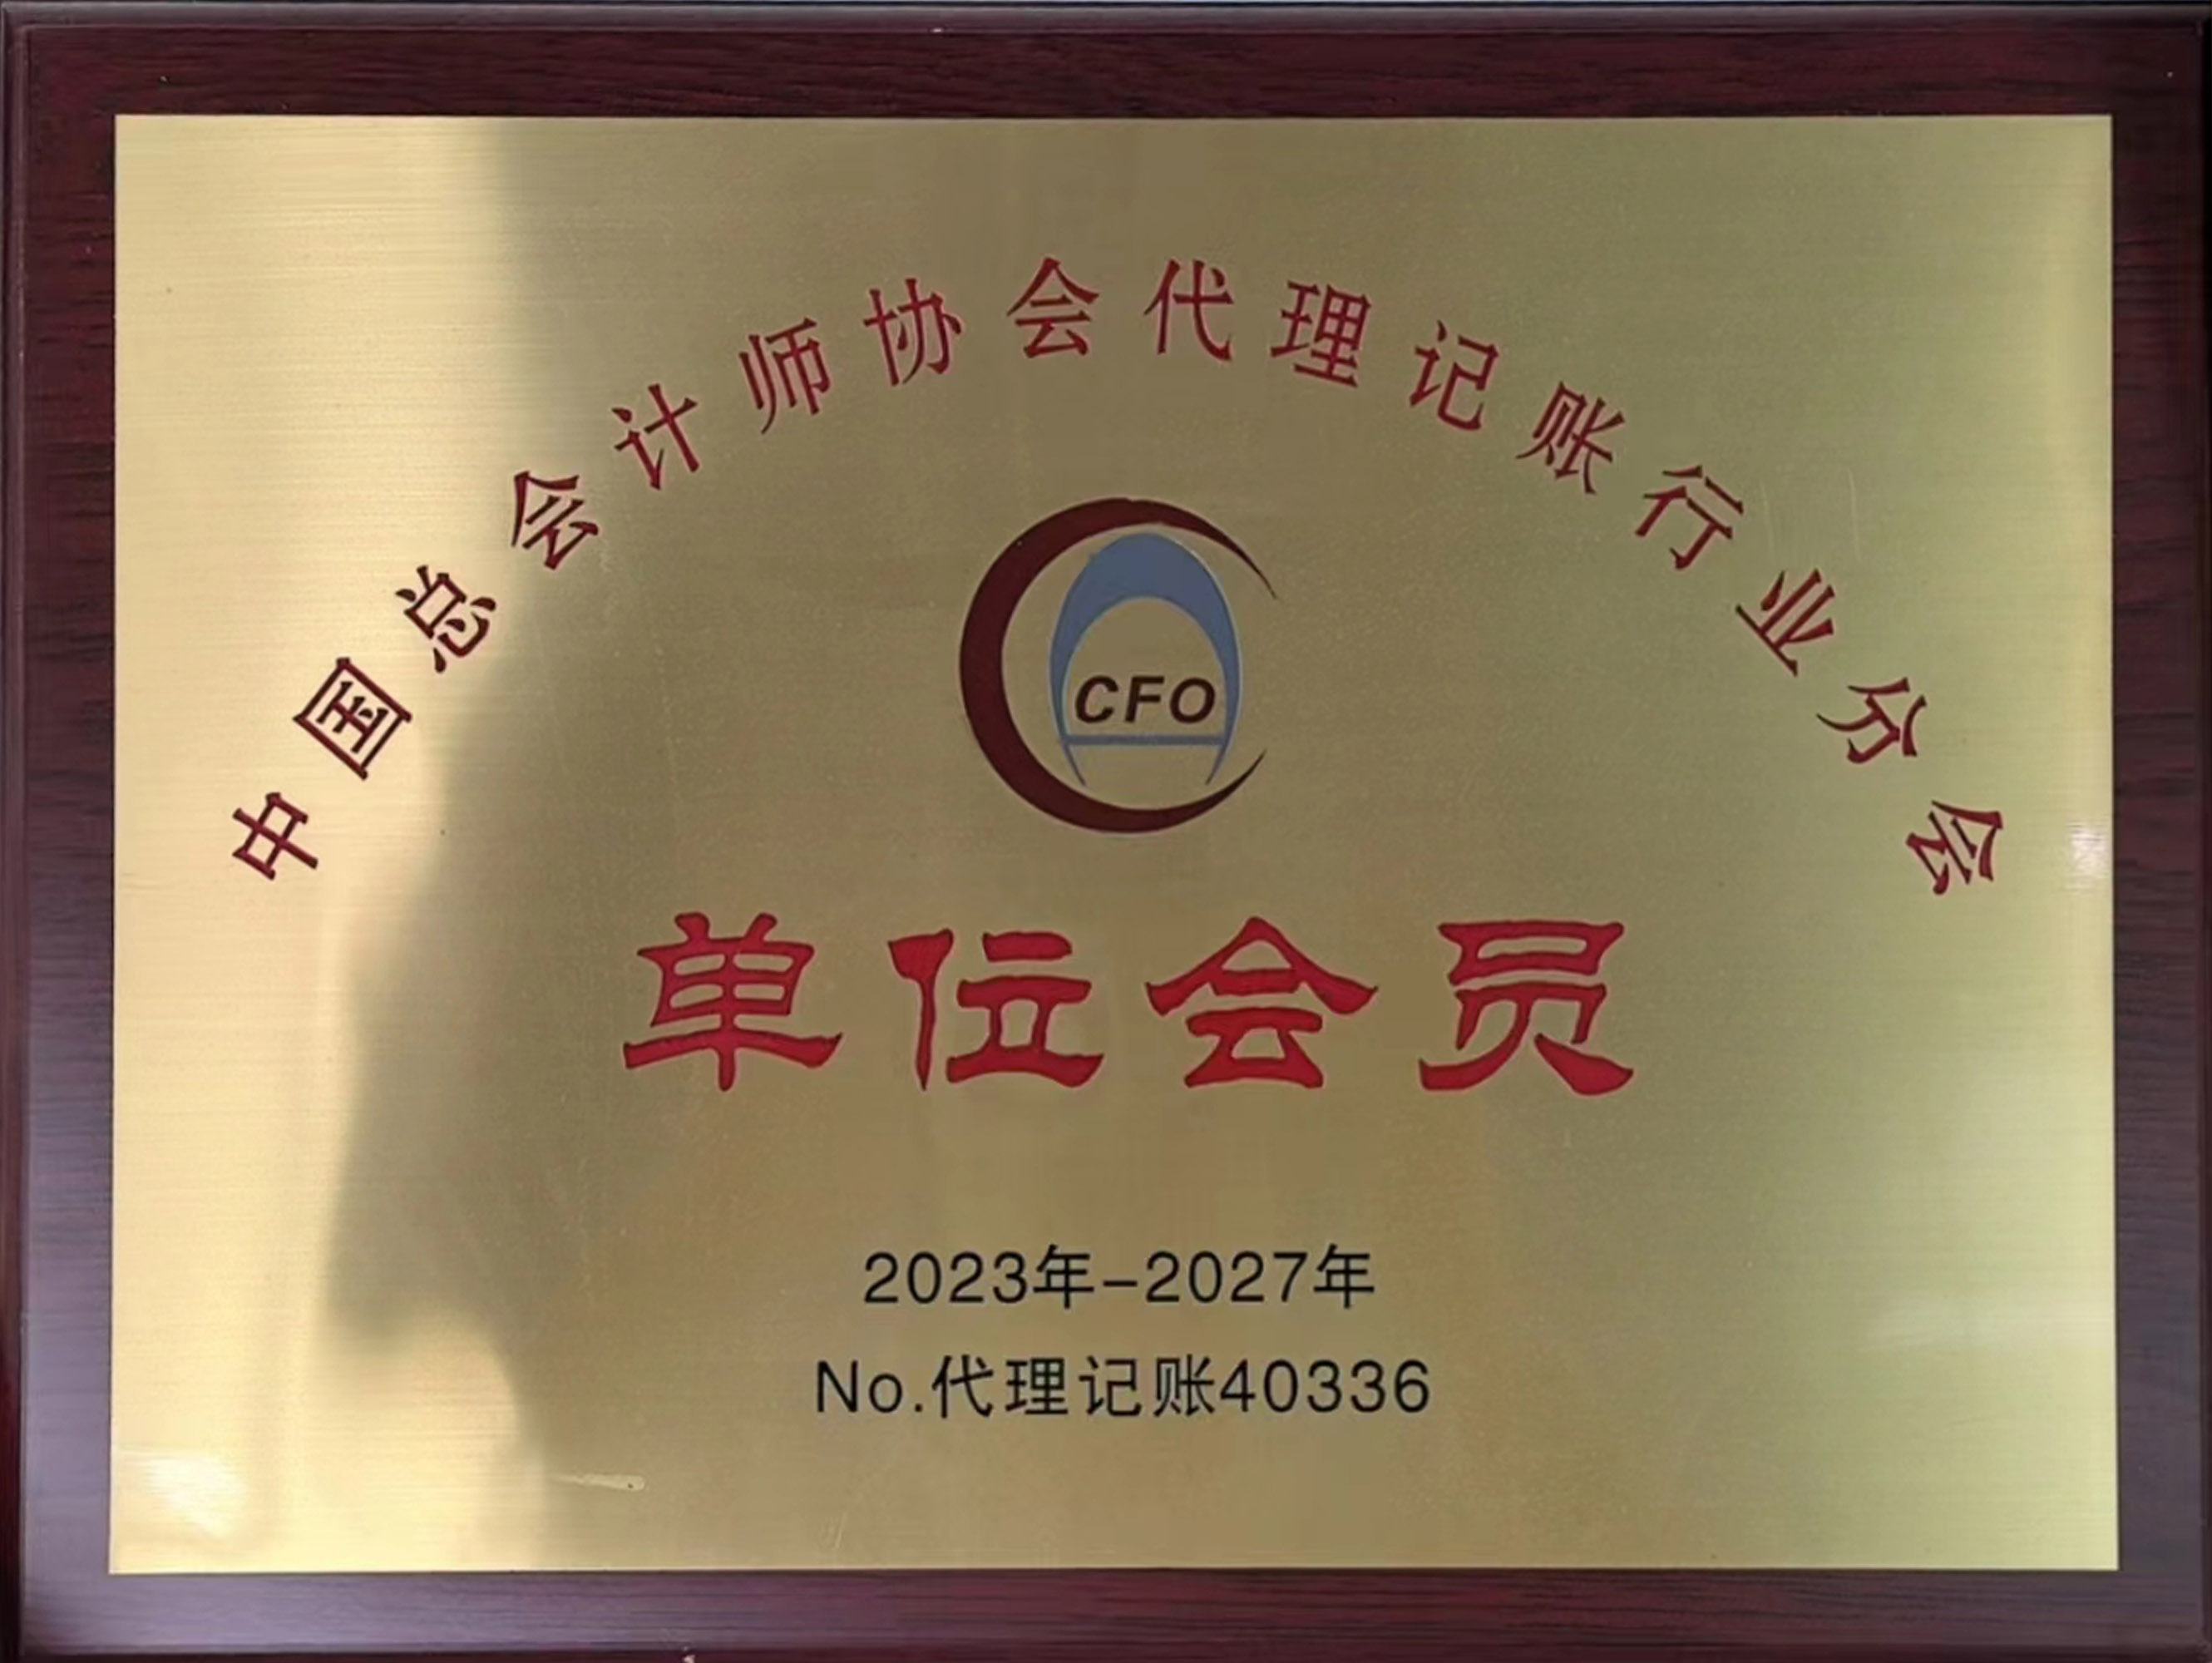 中国总会计师协会代理记账行业分会
CFO
单位会员
2023年-2027年
No.代理记账40336